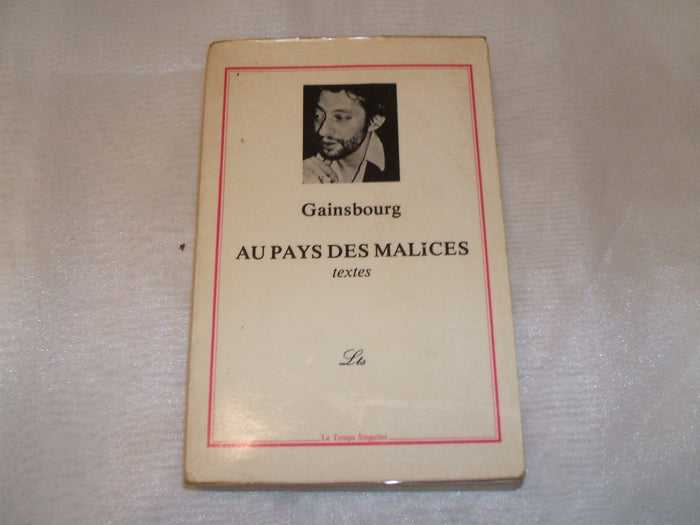 Gainsbourg
AU PAYS DES MALiCES
textes
Lts
Le Temps Singulier